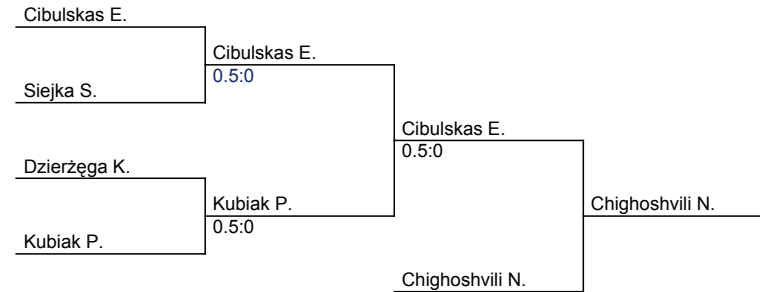 Cibulskas E.
Cibulskas E.
0.5:0
Siejka S.
Cibulskas E.
0.5:0
Dzierżęga K.
Kubiak P.
0.5:0
Chighoshvili N.
Kubiak P.
Chighoshvili N.